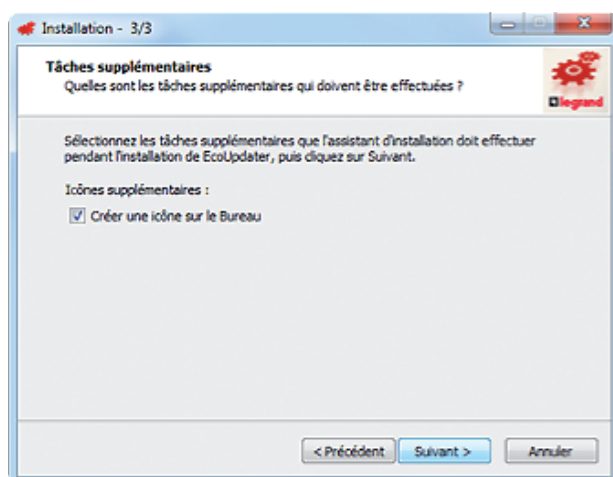 Installation - 3/3
Tâches supplémentaires
Quelles sont les tâches supplémentaires qui doivent être effectuées ?
legrand
Sélectionnez les tâches supplémentaires que l'assistant d'installation doit effectuer
pendant l'installation de EcoUpdater, puis cliquez sur Suivant.
Icônes supplémentaires :
Créer une icône sur le Bureau
< Précédent Suivant > Annuler